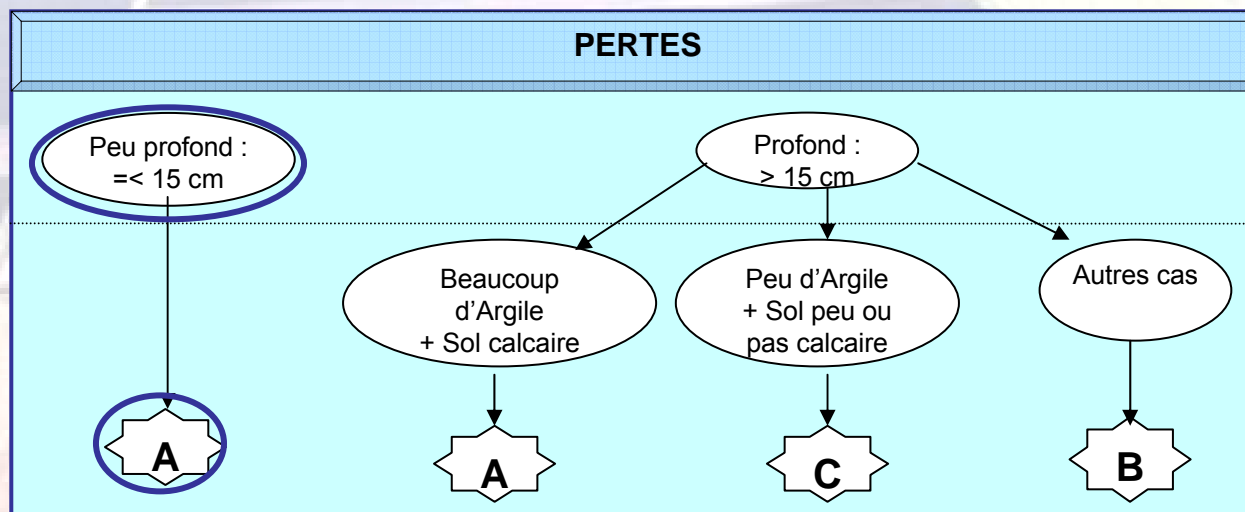 PERTES
Peu profond :
=< 15 cm
Profond :
> 15 cm
Beaucoup
d’Argile
+ Sol calcaire
Peu d’Argile
+ Sol peu ou
pas calcaire
Autres cas
A
A
C
B